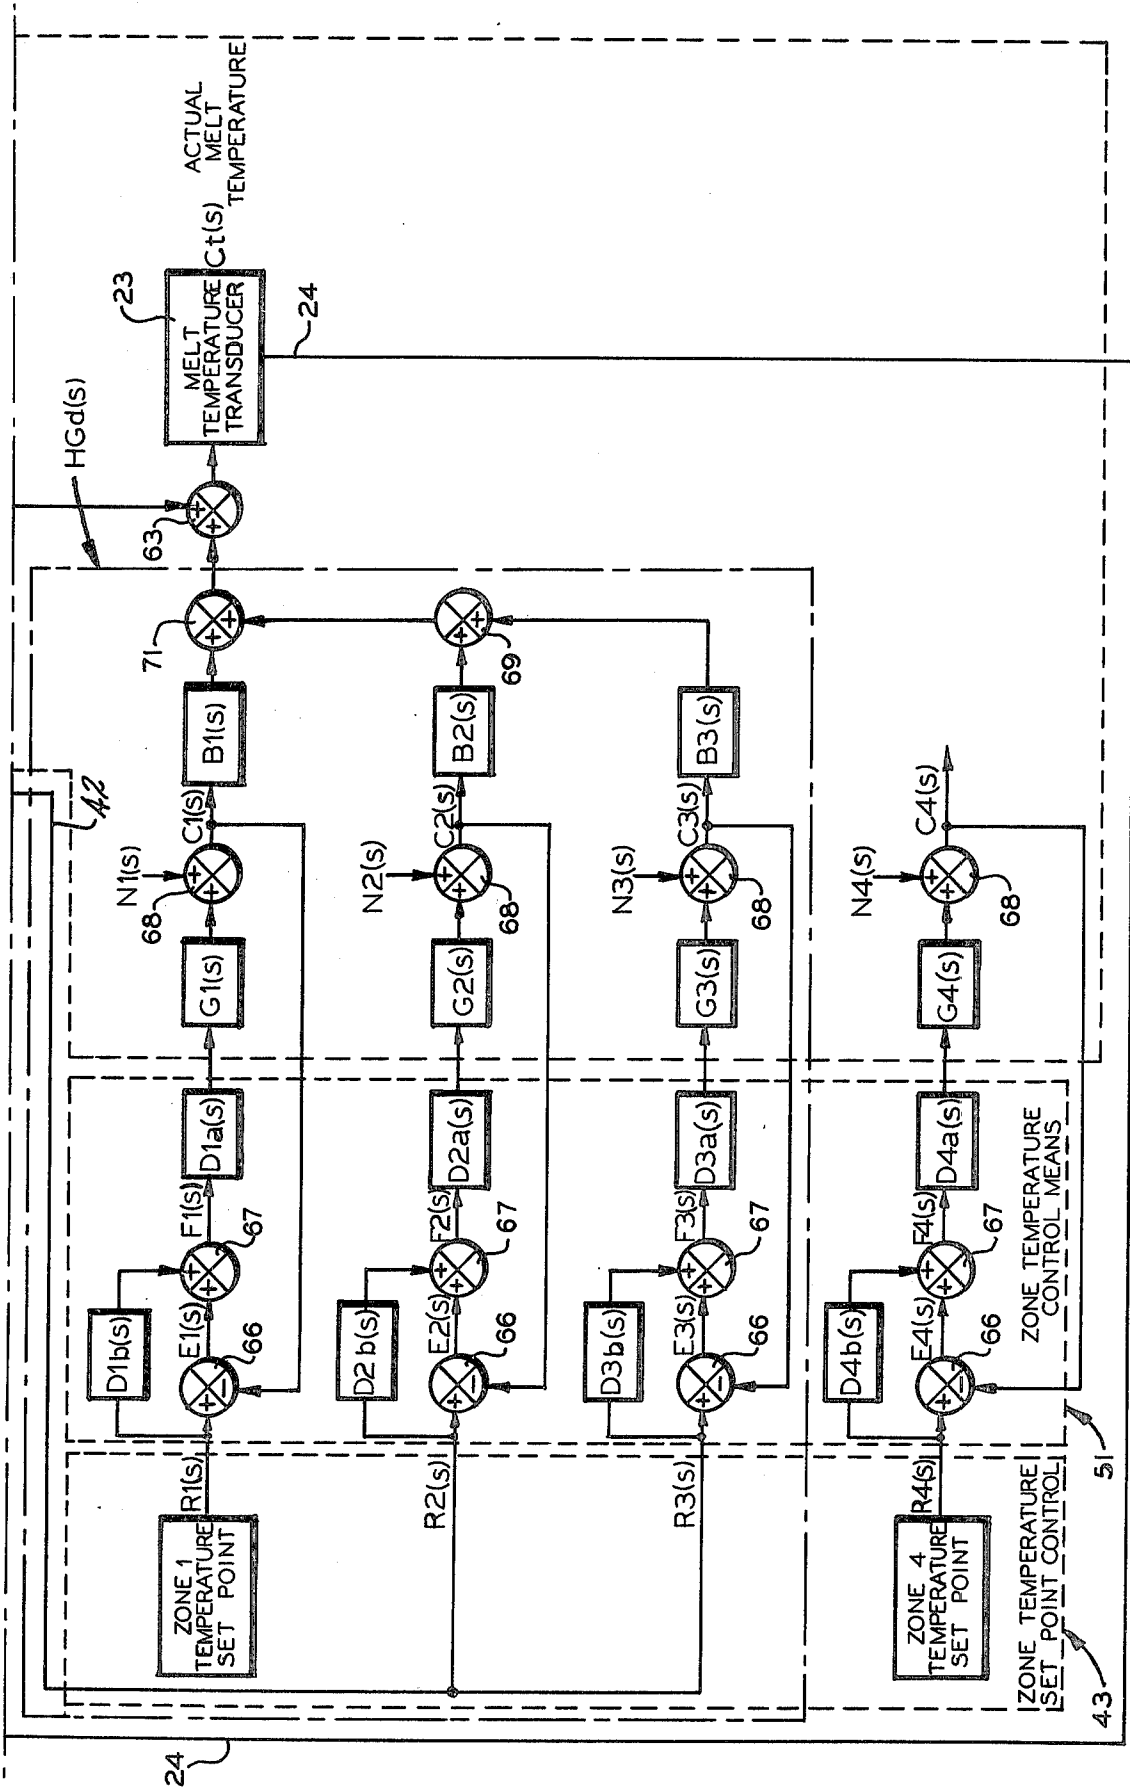 24
42
HGd(s)
ZONE 1
TEMPERATURE
SET POINT
R1(s)
D1b(s)
66
E1(s)
67
F1(s)
D1a(s)
G1(s)
N1(s)
68
C1(s)
B1(s)
71
63
MELT
TEMPERATURE
TRANSDUCER
23
24
Ct(s)
ACTUAL
MELT
TEMPERATURE
R2(s)
D2b(s)
66
E2(s)
67
F2(s)
D2a(s)
G2(s)
N2(s)
68
C2(s)
B2(s)
69
R3(s)
D3b(s)
66
E3(s)
67
F3(s)
D3a(s)
G3(s)
N3(s)
68
C3(s)
B3(s)
ZONE 4
TEMPERATURE
SET POINT
R4(s)
D4b(s)
66
E4(s)
67
F4(s)
D4a(s)
G4(s)
N4(s)
68
C4(s)
ZONE TEMPERATURE
SET POINT CONTROL
43
ZONE TEMPERATURE
CONTROL MEANS
51